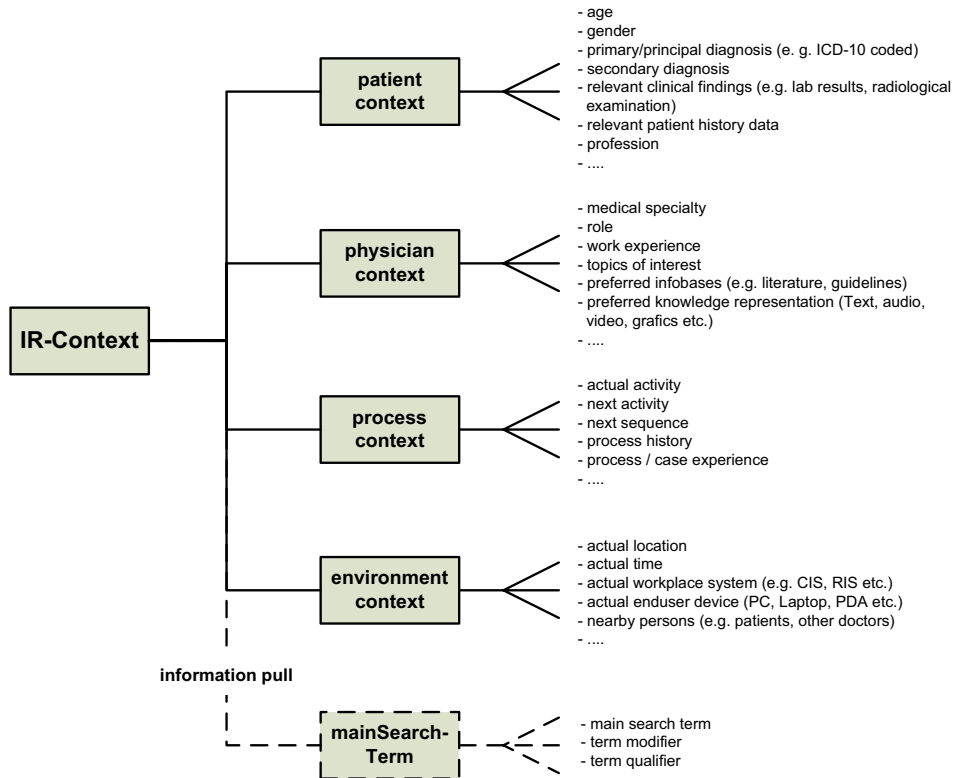 - age
- gender
- primary/principal diagnosis (e. g. ICD-10 coded)
- secondary diagnosis
- relevant clinical findings (e.g. lab results, radiological
examination)
- relevant patient history data
- profession
- ....
patient
context
- medical specialty
- role
- work experience
- topics of interest
- preferred infobases (e.g. literature, guidelines)
- preferred knowledge representation (Text, audio,
video, grafics etc.)
- ....
physician
context
IR-Context
- actual activity
- next activity
- next sequence
- process history
- process / case experience
- ....
process
context
- actual location
- actual time
- actual workplace system (e.g. CIS, RIS etc.)
- actual enduser device (PC, Laptop, PDA etc.)
- nearby persons (e.g. patients, other doctors)
- ....
environment
context
information pull
mainSearch-
Term
- main search term
- term modifier
- term qualifier